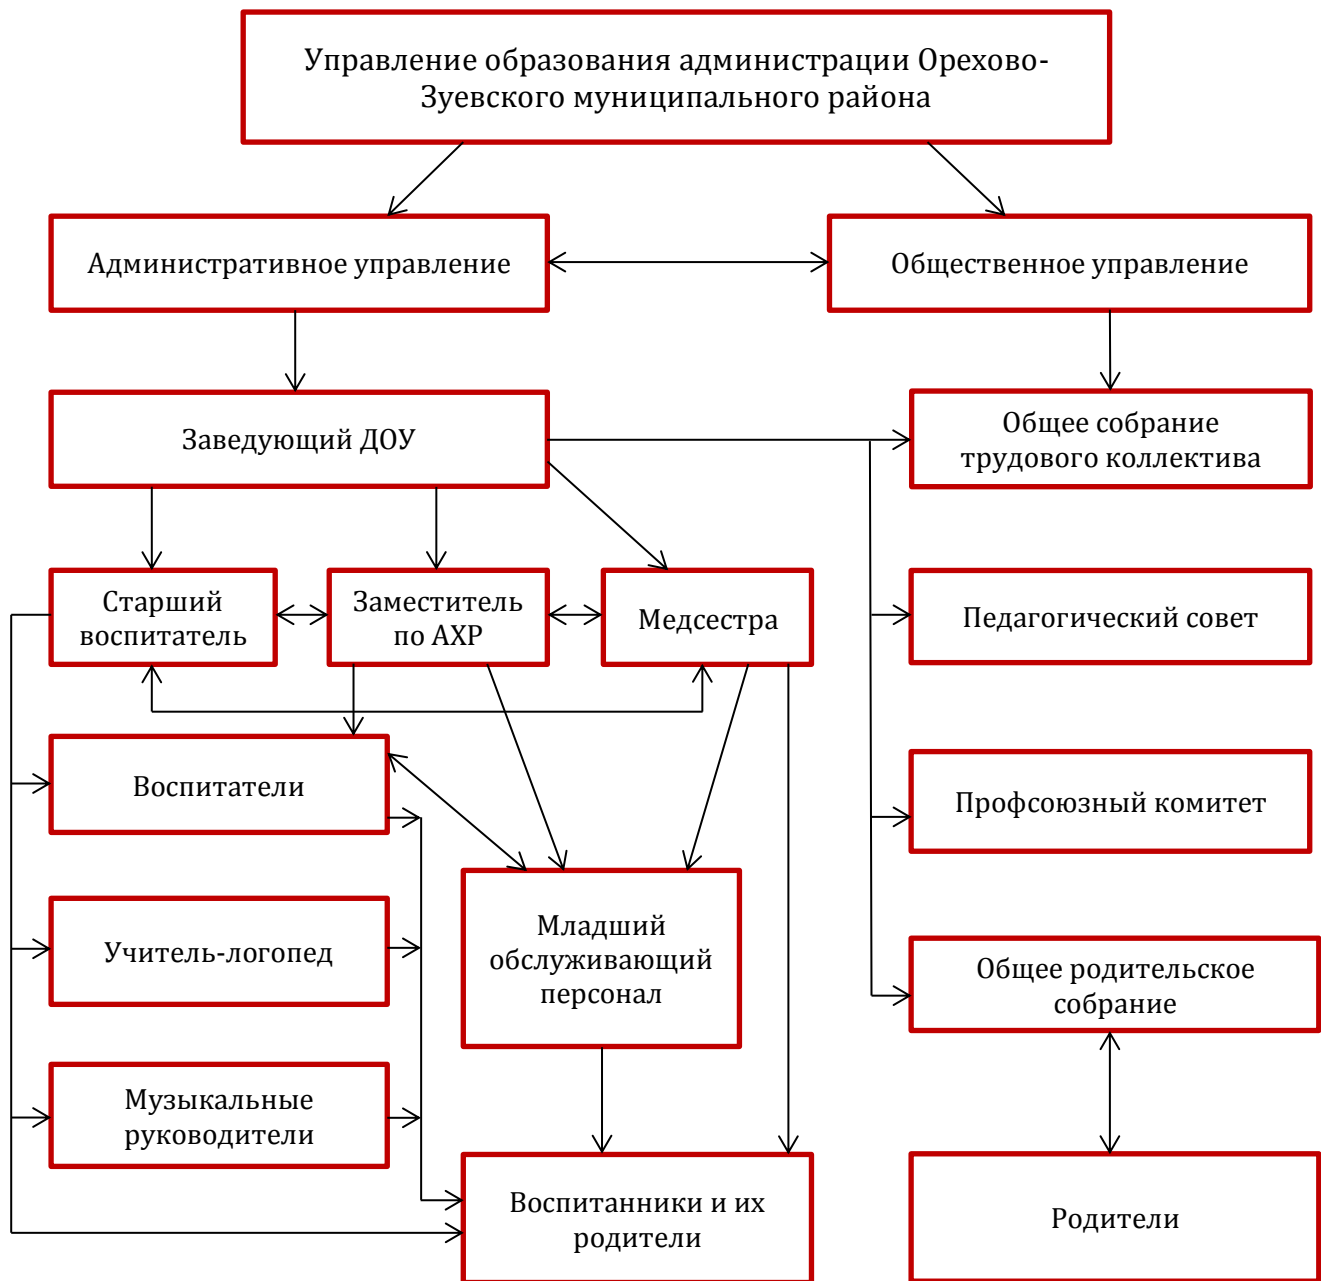 Управление образования администрации Орехово-
Зуевского муниципального района
Административное управление
Общественное управление
Заведующий ДОУ
Общее собрание
трудового коллектива
Старший
воспитатель
Заместитель
по АХР
Медсестра
Педагогический совет
Воспитатели
Профсоюзный комитет
Учитель-логопед
Младший
обслуживающий
персонал
Общее родительское
собрание
Музыкальные
руководители
Воспитанники и их
родители
Родители